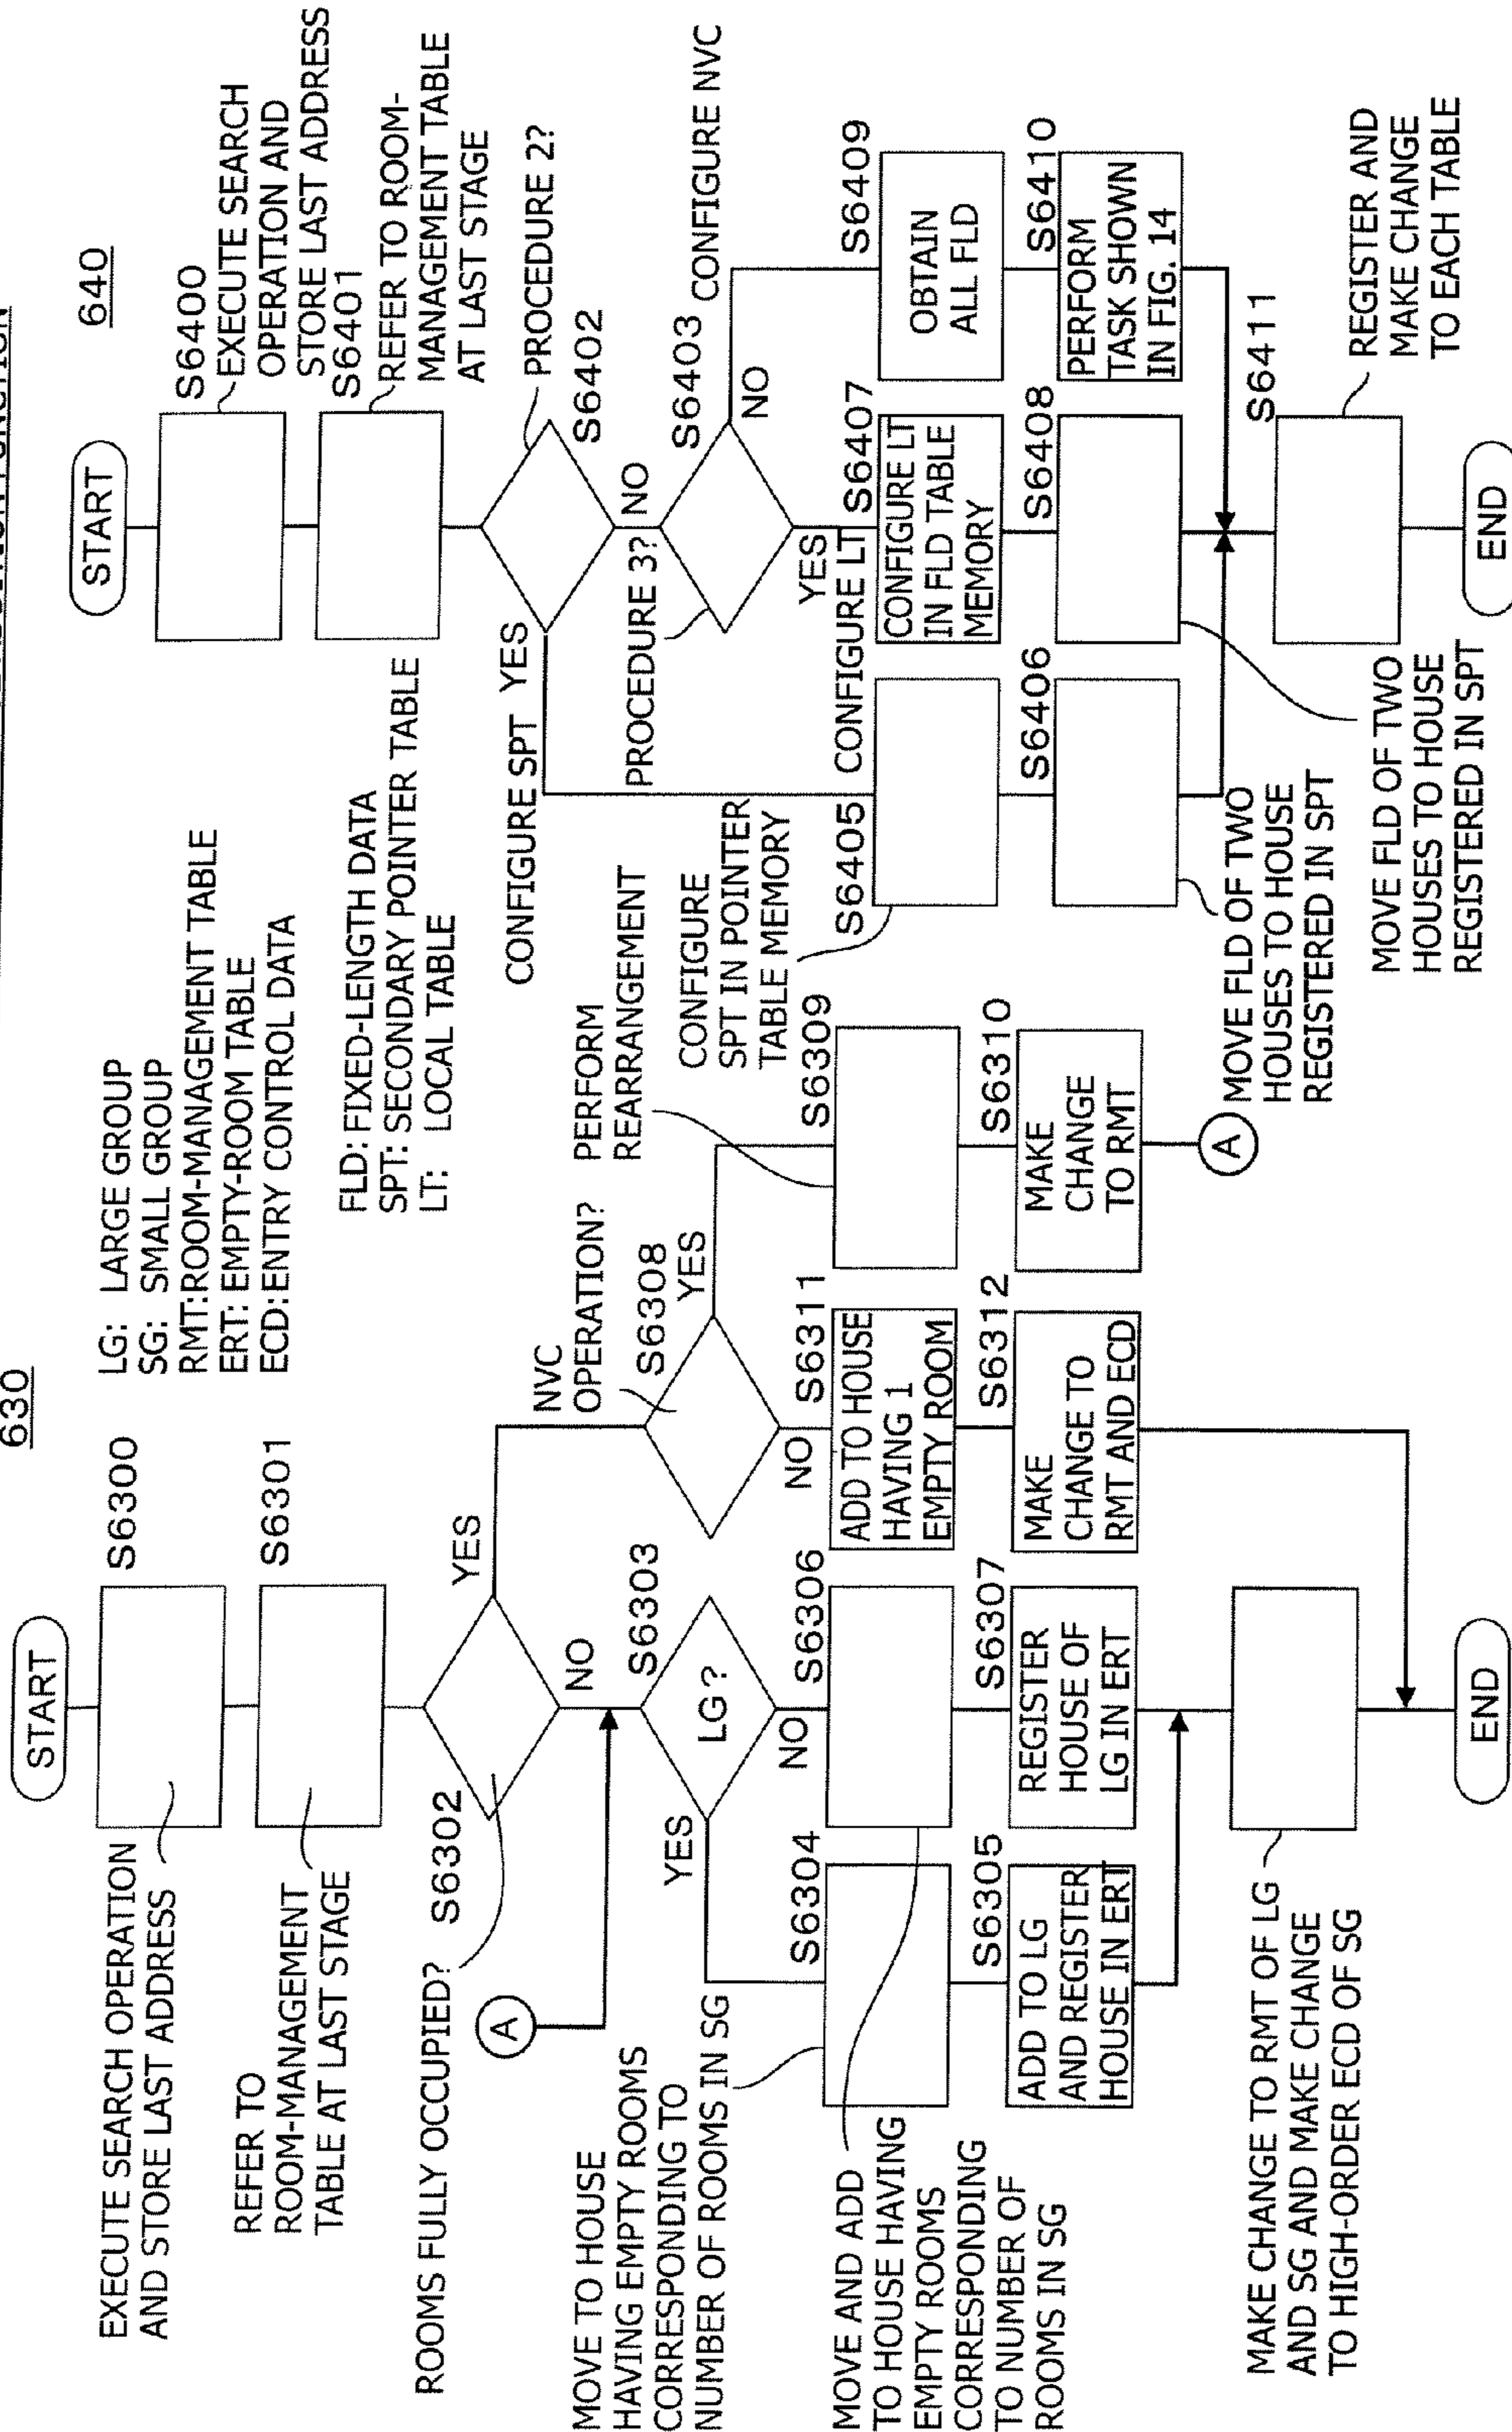 630
START
S6300
EXECUTE SEARCH OPERATION
AND STORE LAST ADDRESS
S6301
REFER TO
ROOM-MANAGEMENT
TABLE AT LAST STAGE
LG: LARGE GROUP
SG: SMALL GROUP
RMT:ROOM-MANAGEMENT TABLE
ERT: EMPTY-ROOM TABLE
ECD:ENTRY CONTROL DATA
FLD: FIXED-LENGTH DATA
SPT: SECONDARY POINTER TABLE
LT: LOCAL TABLE
ROOMS FULLY OCCUPIED?
S6302
YES
NO
A
S6303
LG?
YES
NO
NVC
OPERATION?
S6308
YES
NO
PERFORM
REARRANGEMENT
MOVE TO HOUSE
HAVING EMPTY ROOMS
CORRESPONDING TO
NUMBER OF ROOMS IN SG
S6304
S6306
S6311
ADD TO HOUSE
HAVING 1
EMPTY ROOM
S6309
MOVE AND ADD
TO HOUSE HAVING
EMPTY ROOMS
CORRESPONDING
TO NUMBER OF
ROOMS IN SG
S6305
ADD TO LG
AND REGISTER
HOUSE IN ERT
S6307
REGISTER
HOUSE OF
LG IN ERT
S6312
MAKE
CHANGE TO
RMT AND ECD
S6310
MAKE
CHANGE
TO RMT
A
MAKE CHANGE TO RMT OF LG
AND SG AND MAKE CHANGE
TO HIGH-ORDER ECD OF SG
END
640
START
S6400
EXECUTE SEARCH
OPERATION AND
STORE LAST ADDRESS
S6401
REFER TO ROOM-
MANAGEMENT TABLE
AT LAST STAGE
PROCEDURE 2?
S6402
CONFIGURE SPT YES
NO
PROCEDURE 3?
S6403
CONFIGURE NVC
NO
YES
CONFIGURE LT
CONFIGURE
SPT IN POINTER
TABLE MEMORY
S6405
S6407
CONFIGURE LT
IN FLD TABLE
MEMORY
S6409
OBTAIN
ALL FLD
S6406
S6408
S6410
PERFORM
TASK SHOWN
IN FIG. 14
MOVE FLD OF TWO
HOUSES TO HOUSE
REGISTERED IN SPT
MOVE FLD OF TWO
HOUSES TO HOUSE
REGISTERED IN SPT
S6411
REGISTER AND
MAKE CHANGE
TO EACH TABLE
END